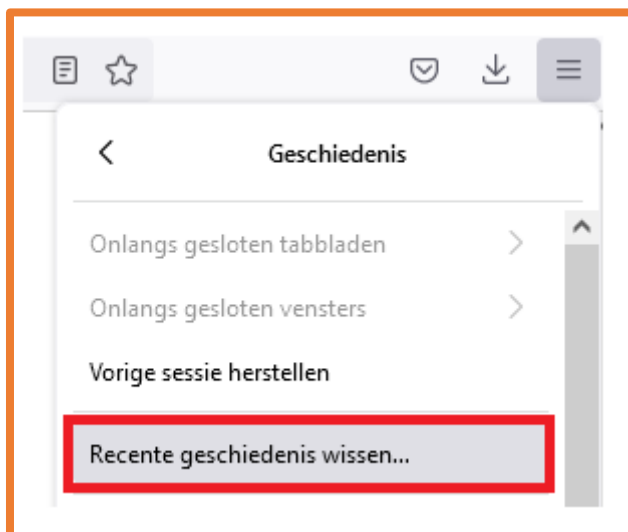 Geschiedenis
Onlangs gesloten tabbladen
Onlangs gesloten vensters
Vorige sessie herstellen
Recente geschiedenis wissen...